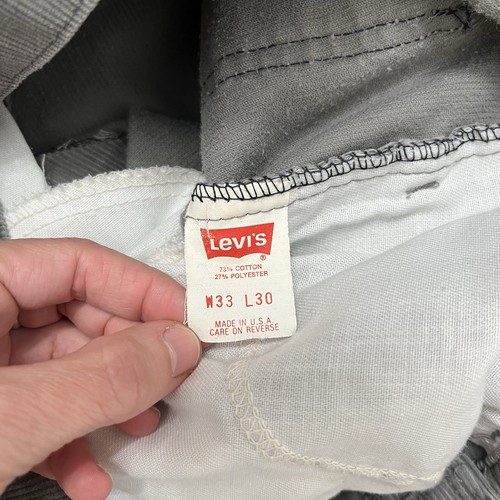 Levi's ®
73% COTTON
27% POLYESTER
W33 L30
MADE IN U.S.A.
CARE ON REVERSE